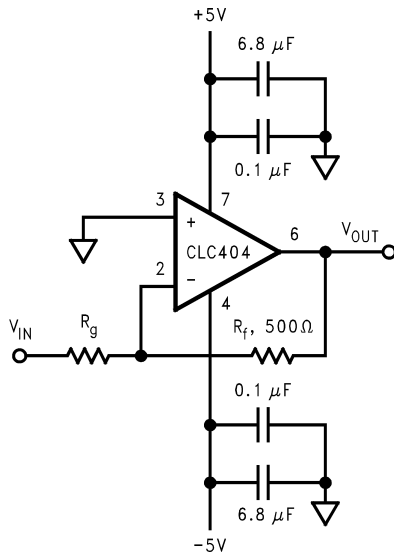 +5V
6.8 μF
0.1 μF
3
7
+
CLC404
6
V_OUT
2
−
4
V_IN
R_g
R_f, 500Ω
0.1 μF
6.8 μF
−5V